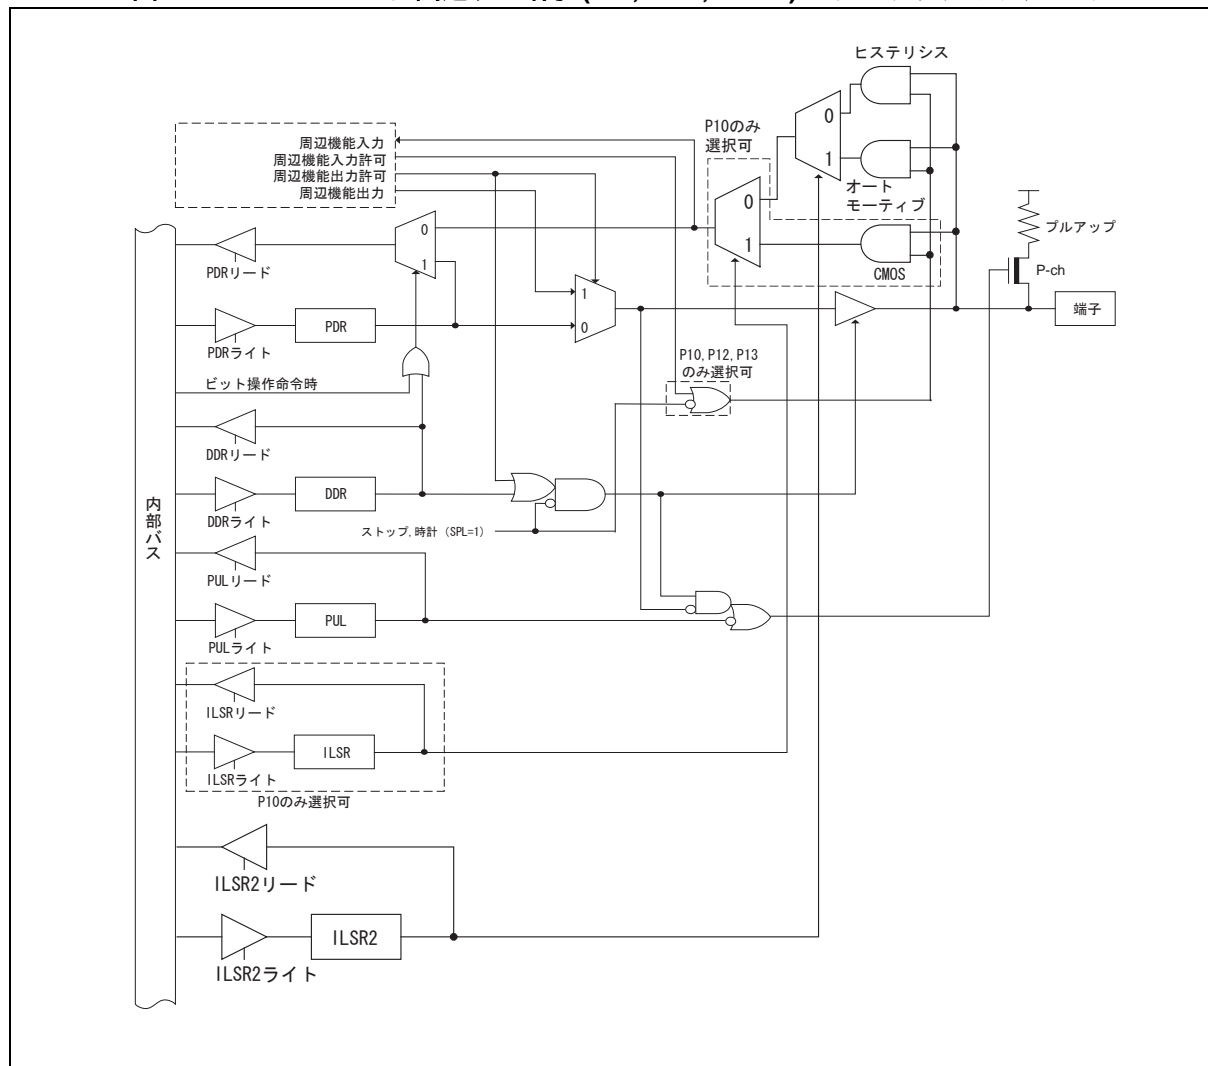 ヒステリシス
0
1
P10のみ
選択可
オート
モーティブ
周辺機能入力
周辺機能入力許可
周辺機能出力許可
周辺機能出力
0
1
0
1
CMOS
プルアップ
P-ch
端子
PDRリード
1
0
PDR
PDRライト
P10, P12, P13
のみ選択可
ビット操作命令時
DDRリード
DDR
DDRライト
ストップ, 時計 (SPL=1)
内部バス
PULリード
PUL
PULライト
ILSRリード
ILSR
ILSRライト
P10のみ選択可
ILSR2リード
ILSR2
ILSR2ライト